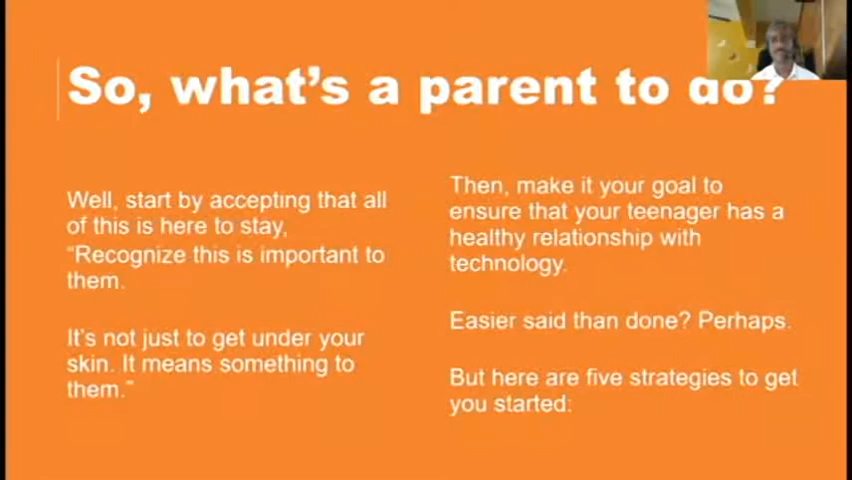 So, what's a parent to do?
Well, start by accepting that all
of this is here to stay,
“Recognize this is important to
them.
It's not just to get under your
skin. It means something to
them.”
Then, make it your goal to
ensure that your teenager has a
healthy relationship with
technology.
Easier said than done? Perhaps.
But here are five strategies to get
you started: